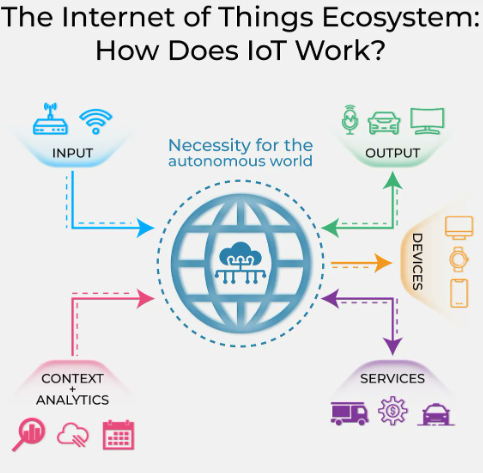 The Internet of Things Ecosystem:
How Does IoT Work?
INPUT
Necessity for the
autonomous world
OUTPUT
DEVICES
CONTEXT
+
ANALYTICS
SERVICES
$